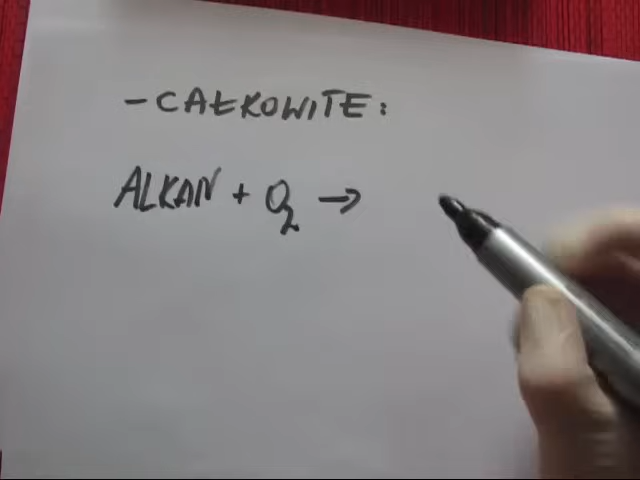 - CAŁKOWITE:
ALKAN + O₂ →